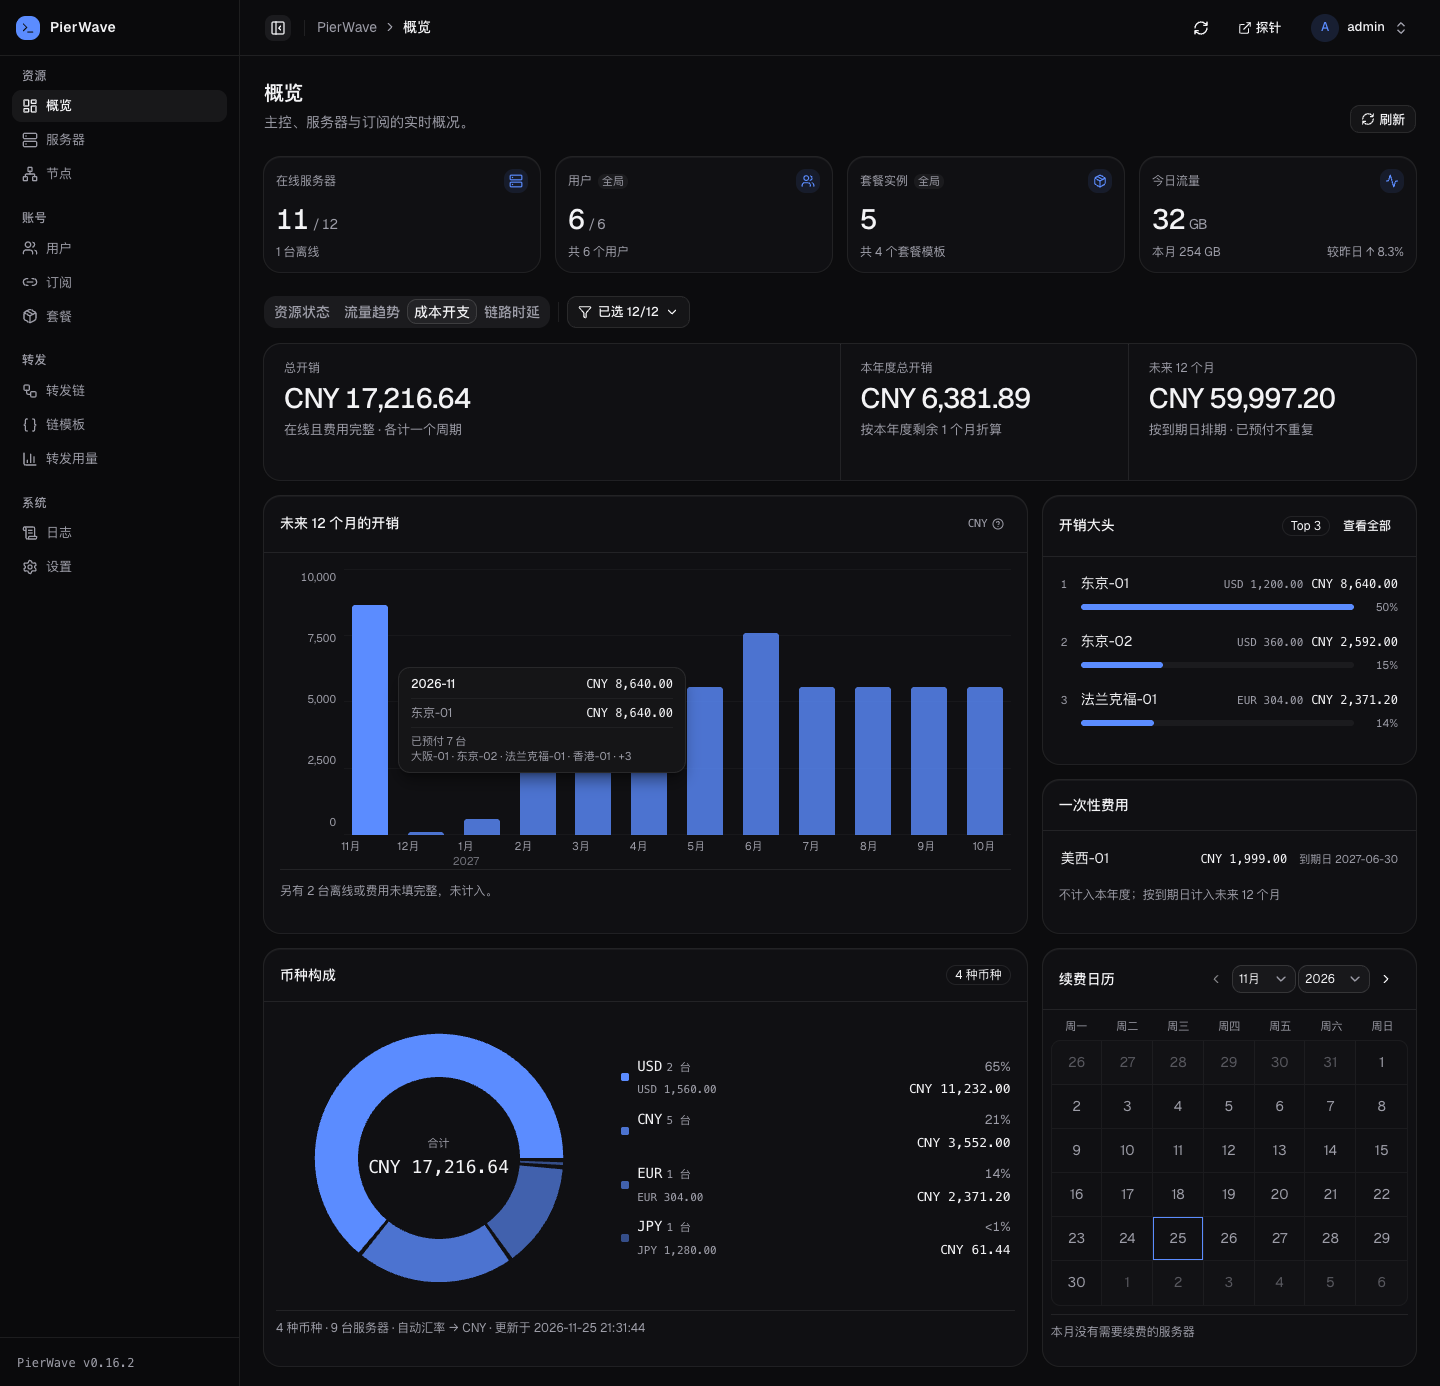 PierWave
资源
概览
服务器
节点
账号
用户
订阅
套餐
转发
转发链
链模板
转发用量
系统
日志
设置
PierWave v0.16.2
PierWave > 概览
探针
A admin
概览
主控、服务器与订阅的实时概况。
刷新
在线服务器
11 / 12
1 台离线
用户 全局
6 / 6
共 6 个用户
套餐实例 全局
5
共 4 个套餐模板
今日流量
32 GB
本月 254 GB 较昨日 ↑ 8.3%
资源状态 流量趋势 成本开支 链路时延 已选 12/12
总开销
CNY 17,216.64
在线且费用完整 · 各计一个周期
本年度总开销
CNY 6,381.89
按本年度剩余 1 个月折算
未来 12 个月
CNY 59,997.20
按到期日排期 · 已预付不重复
未来 12 个月的开销 CNY
10,000
7,500
5,000
2,500
0
2026-11 CNY 8,640.00
东京-01 CNY 8,640.00
已预付 7 台
大阪-01 · 东京-02 · 法兰克福-01 · 香港-01 · +3
11月 12月 1月 2月 3月 4月 5月 6月 7月 8月 9月 10月
2027
另有 2 台离线或费用未填完整，未计入。
开销大头 Top 3 查看全部
1 东京-01 USD 1,200.00 CNY 8,640.00
50%
2 东京-02 USD 360.00 CNY 2,592.00
15%
3 法兰克福-01 EUR 304.00 CNY 2,371.20
14%
一次性费用
美西-01 CNY 1,999.00 到期日 2027-06-30
不计入本年度；按到期日计入未来 12 个月
币种构成 4 种币种
合计
CNY 17,216.64
USD 2 台 65%
USD 1,560.00 CNY 11,232.00
CNY 5 台 21%
CNY 3,552.00
EUR 1 台 14%
EUR 304.00 CNY 2,371.20
JPY 1 台 <1%
JPY 1,280.00 CNY 61.44
4 种币种 · 9 台服务器 · 自动汇率 → CNY · 更新于 2026-11-25 21:31:44
续费日历 11月 2026
周一 周二 周三 周四 周五 周六 周日
26 27 28 29 30 31 1
2 3 4 5 6 7 8
9 10 11 12 13 14 15
16 17 18 19 20 21 22
23 24 25 26 27 28 29
30 1 2 3 4 5 6
本月没有需要续费的服务器